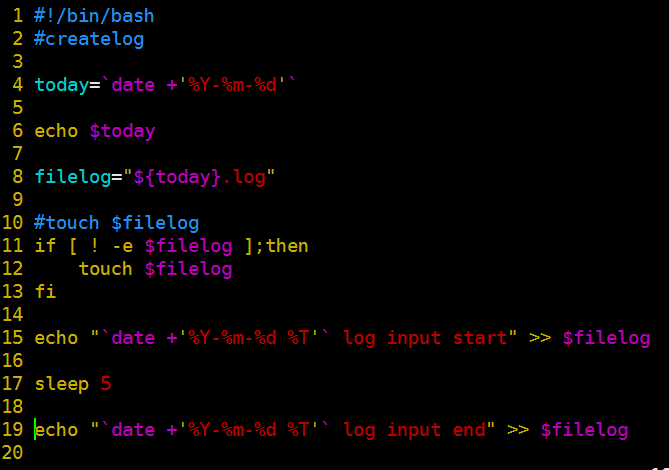 1 #!/bin/bash
2 #createlog
3
4 today=`date +'%Y-%m-%d'`
5
6 echo $today
7
8 filelog="${today}.log"
9
10 #touch $filelog
11 if [ ! -e $filelog ];then
12     touch $filelog
13 fi
14
15 echo "`date +'%Y-%m-%d %T'` log input start" >> $filelog
16
17 sleep 5
18
19 echo "`date +'%Y-%m-%d %T'` log input end" >> $filelog
20